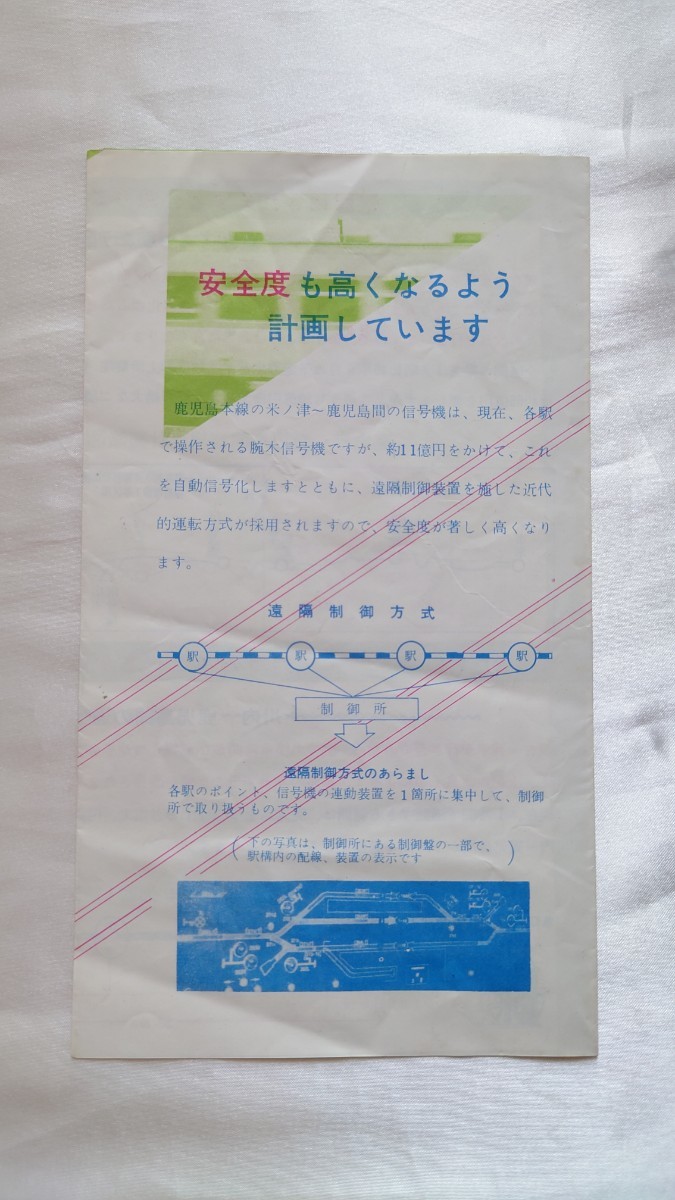 安全度も高くなるよう
計画しています
鹿児島本線の米ノ津～鹿児島間の信号機は、現在、各駅
で操作される腕木信号機ですが、約11億円をかけて、これ
を自動信号化しますとともに、遠隔制御装置を施した近代
的運転方式が採用されますので、安全度が著しく高くなり
ます。
遠隔制御方式
駅 駅 駅 駅
制御所
遠隔制御方式のあらまし
各駅のポイント、信号機の連動装置を1箇所に集中して、制御
所で取り扱うものです。
(下の写真は、制御所にある制御盤の一部で、
駅構内の配線、装置の表示です)